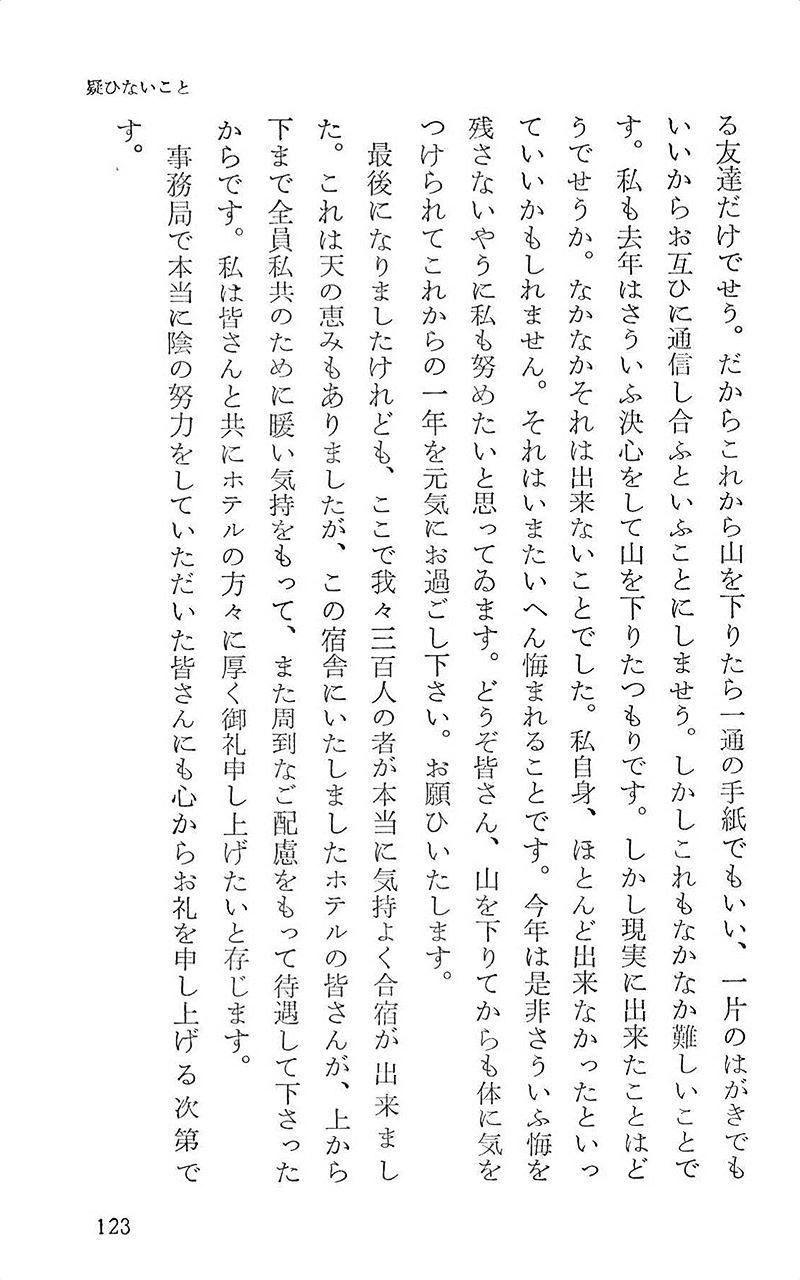 疑ひないこと
る友達だけでせう。だからこれから山を下りたら一通の手紙でもいい、一片のはがきでも
いいからお互ひに通信し合ふといふことにしませう。しかしこれもなかなか難しいことで
す。私も去年はさういふ決心をして山を下りたつもりです。しかし現実に出来たことはど
うでせうか。なかなかそれは出来ないことでした。私自身、ほとんど出来なかったといっ
ていいかもしれません。それはいまたいへん悔まれることです。今年は是非さういふ悔を
残さないやうに私も努めたいと思ってゐます。どうぞ皆さん、山を下りてからも体に気を
つけられてこれからの一年を元気にお過ごし下さい。お願ひいたします。
最後になりましたけれども、ここで我々三百人の者が本当に気持よく合宿が出来まし
た。これは天の恵みもありましたが、この宿舎にいたしましたホテルの皆さんが、上から
下まで全員私共のために暖い気持をもって、また周到なご配慮をもって待遇して下さった
からです。私は皆さんと共にホテルの方々に厚く御礼申し上げたいと存じます。
事務局で本当に陰の努力をしていただいた皆さんにも心からお礼を申し上げる次第で
す。
123